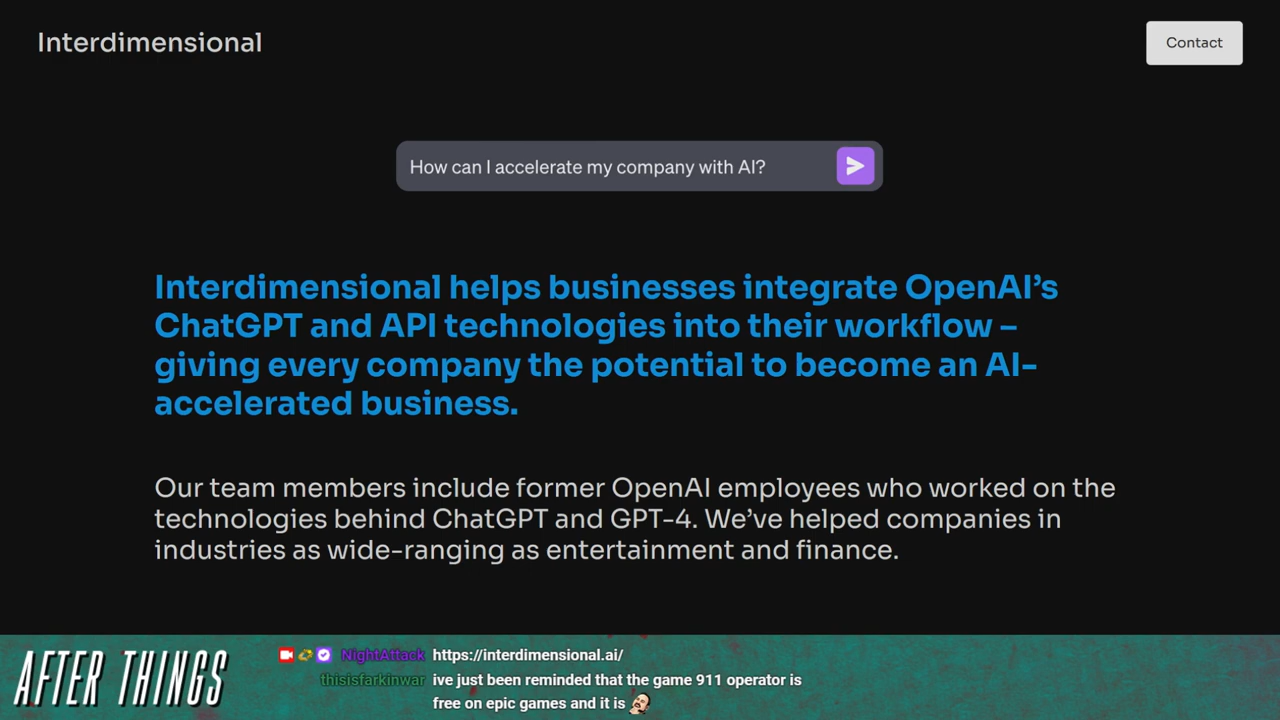 Interdimensional
Contact
How can I accelerate my company with AI?
Interdimensional helps businesses integrate OpenAI’s
ChatGPT and API technologies into their workflow –
giving every company the potential to become an AI-
accelerated business.
Our team members include former OpenAI employees who worked on the
technologies behind ChatGPT and GPT-4. We’ve helped companies in
industries as wide-ranging as entertainment and finance.
AFTER THINGS
NightAttack https://interdimensional.ai/
thisisfarkinwar ive just been reminded that the game 911 operator is
free on epic games and it is